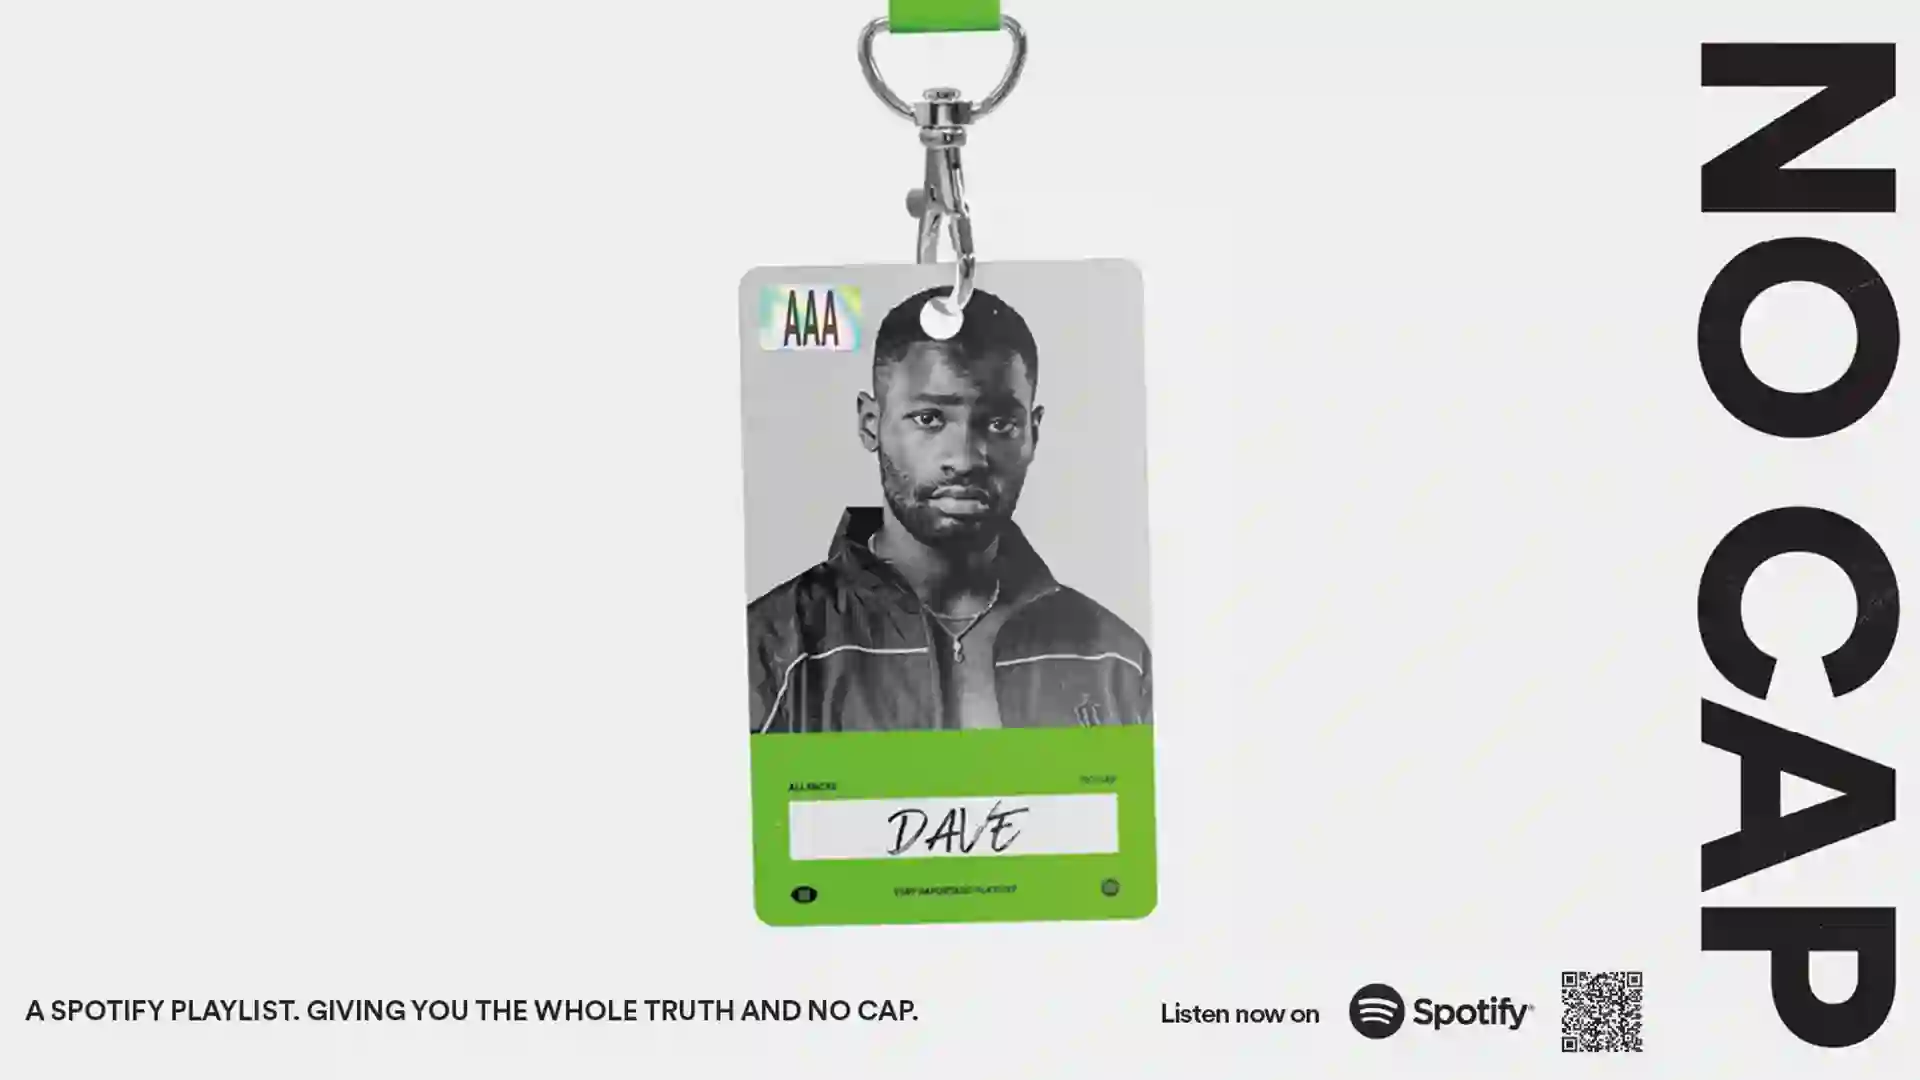 AAA
DAVE
A SPOTIFY PLAYLIST. GIVING YOU THE WHOLE TRUTH AND NO CAP.
Listen now on
Spotify
NO CAP